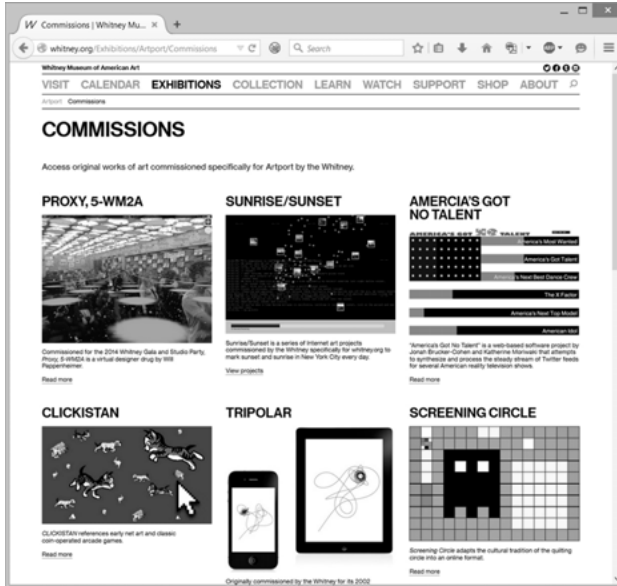 W Commissions | Whitney Mu... × +
whitney.org/Exhibitions/Artport/Commissions
Search
Whitney Museum of American Art
VISIT CALENDAR EXHIBITIONS COLLECTION LEARN WATCH SUPPORT SHOP ABOUT
Artport Commissions
COMMISSIONS
Access original works of art commissioned specifically for Artport by the Whitney.
PROXY, 5-WM2A
Commissioned for the 2014 Whitney Gala and Studio Party,
Proxy, 5-WM2A is a virtual designer drug by Will
Pappenheimer.
Read more
SUNRISE/SUNSET
Sunrise/Sunset is a series of Internet art projects
commissioned by the Whitney specifically for whitney.org to
mark sunset and sunrise in New York City every day.
View projects
AMERCIA'S GOT
NO TALENT
AMERICA'S GOT NO TALENT
America's Most Wanted
America's Got Talent
America's Next Best Dance Crew
The X Factor
America's Next Top Model
American Idol
"America's Got No Talent" is a web-based software project by
Jonah Brucker-Cohen and Katherine Moriwaki that attempts
to synthesize and process the steady stream of Twitter feeds
for several American reality television shows.
Read more
CLICKISTAN
CLICKISTAN references early net art and classic
coin-operated arcade games.
Read more
TRIPOLAR
Originally commissioned by the Whitney for its 2002
SCREENING CIRCLE
Screening Circle adapts the cultural tradition of the quilting
circle into an online format.
Read more